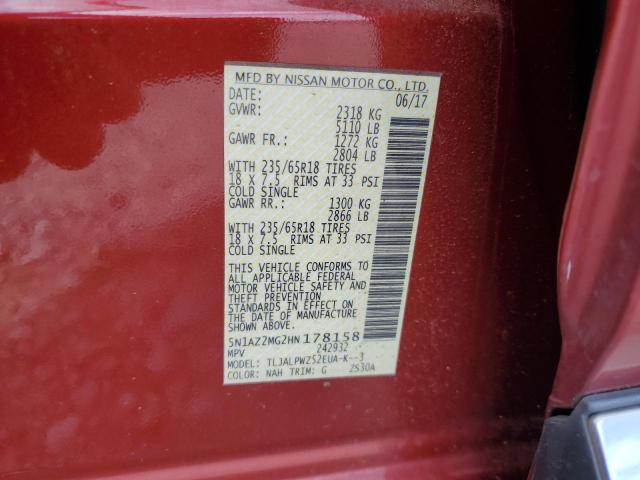 MFD BY NISSAN MOTOR CO., LTD.
DATE: 06/17
GVWR: 2318 KG
5110 LB
GAWR FR.: 1272 KG
2804 LB
WITH 235/65R18 TIRES
18 X 7.5 RIMS AT 33 PSI
COLD SINGLE
GAWR RR.: 1300 KG
2866 LB
WITH 235/65R18 TIRES
18 X 7.5 RIMS AT 33 PSI
COLD SINGLE
THIS VEHICLE CONFORMS TO
ALL APPLICABLE FEDERAL
MOTOR VEHICLE SAFETY AND
THEFT PREVENTION
STANDARDS IN EFFECT ON
THE DATE OF MANUFACTURE
SHOWN ABOVE.
5N1AZ2MG2HN178158
MPV 242932
MODEL: TLJALPWZ52EUA-K--3
COLOR: NAH TRIM: G 2S30A